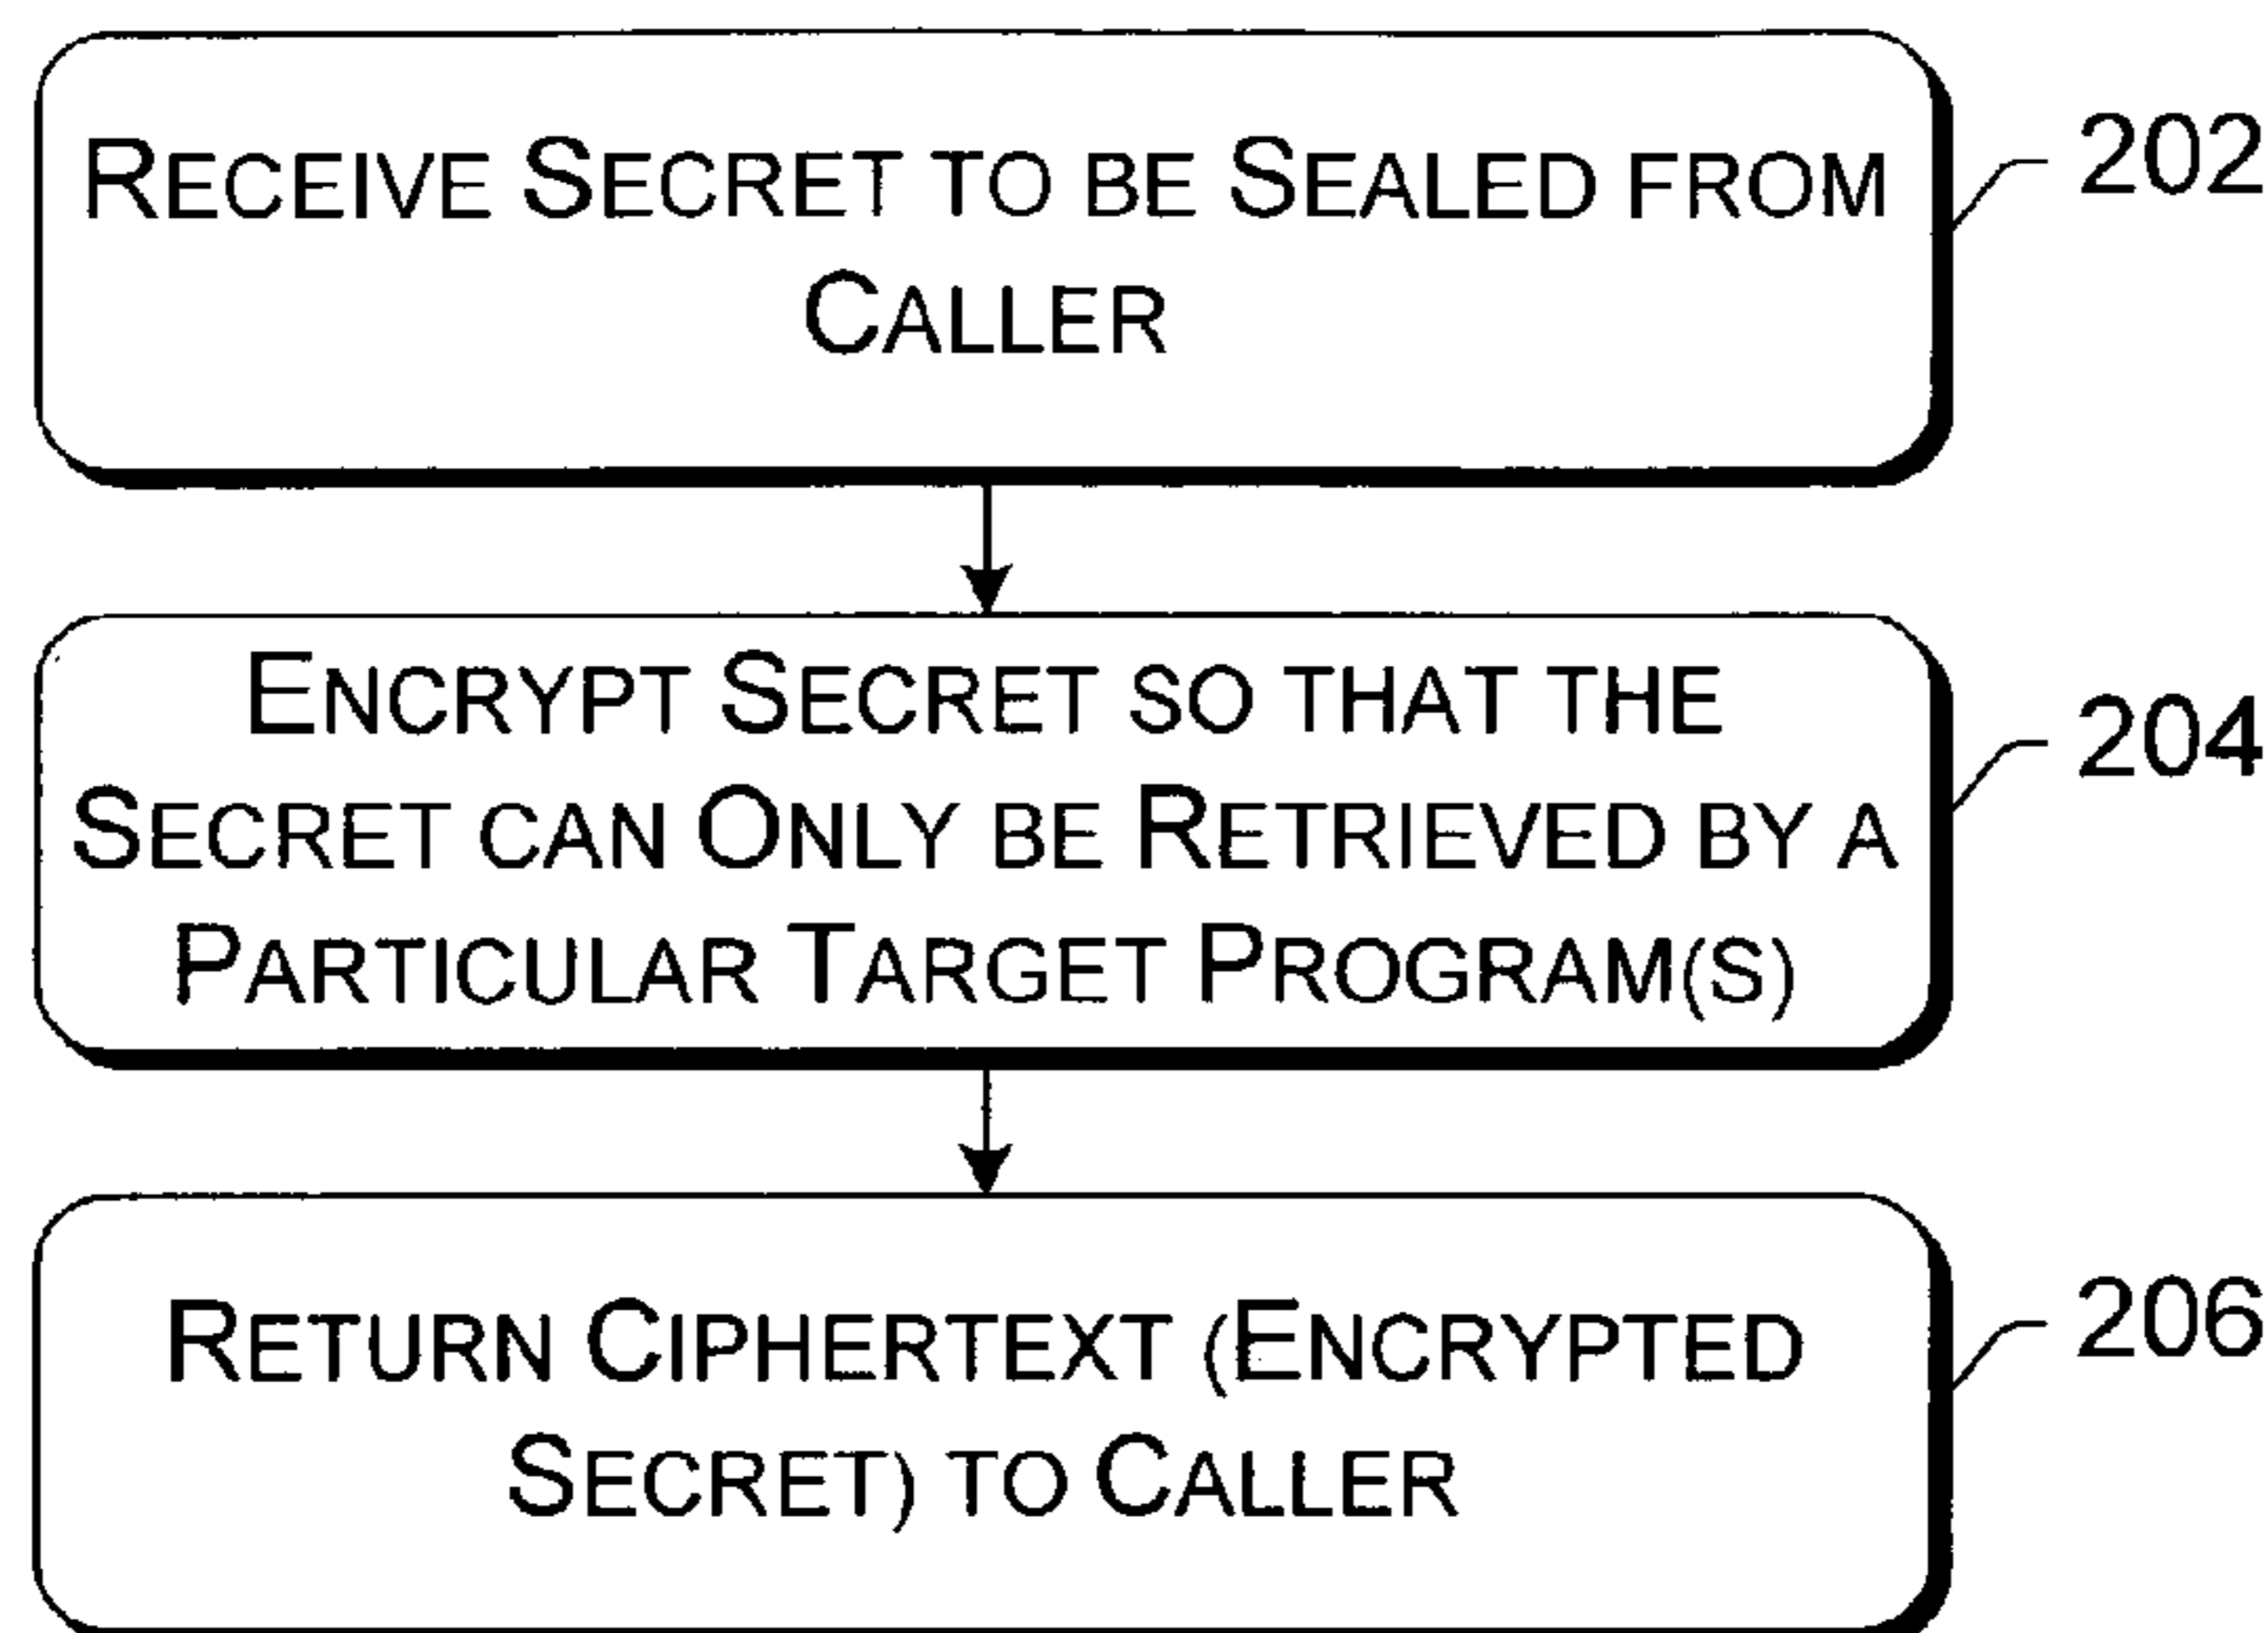 RECEIVE SECRET TO BE SEALED FROM
CALLER
202
ENCRYPT SECRET SO THAT THE
SECRET CAN ONLY BE RETRIEVED BY A
PARTICULAR TARGET PROGRAM(S)
204
RETURN CIPHERTEXT (ENCRYPTED
SECRET) TO CALLER
206